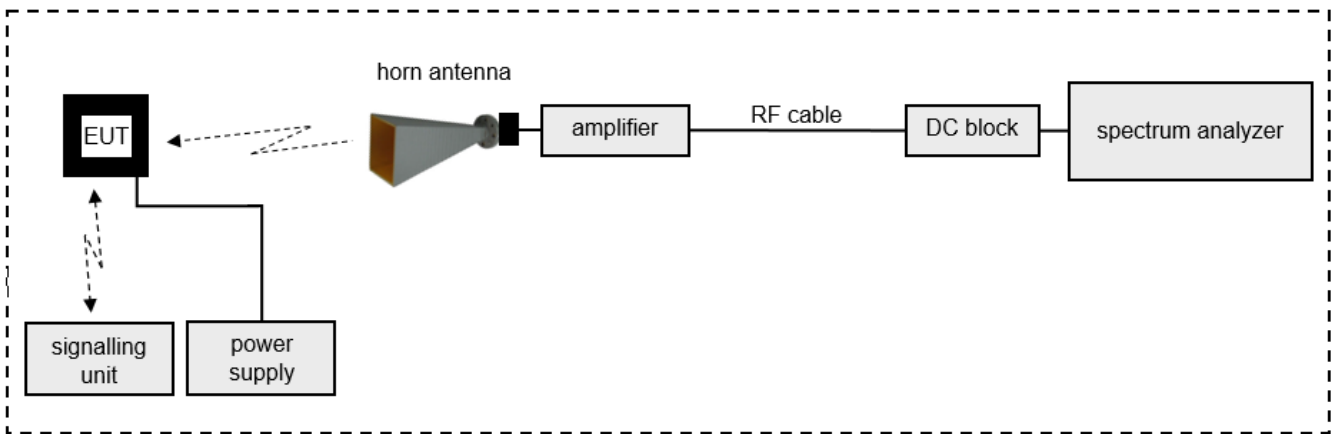 horn antenna
EUT
amplifier
RF cable
DC block
spectrum analyzer
signalling
unit
power
supply